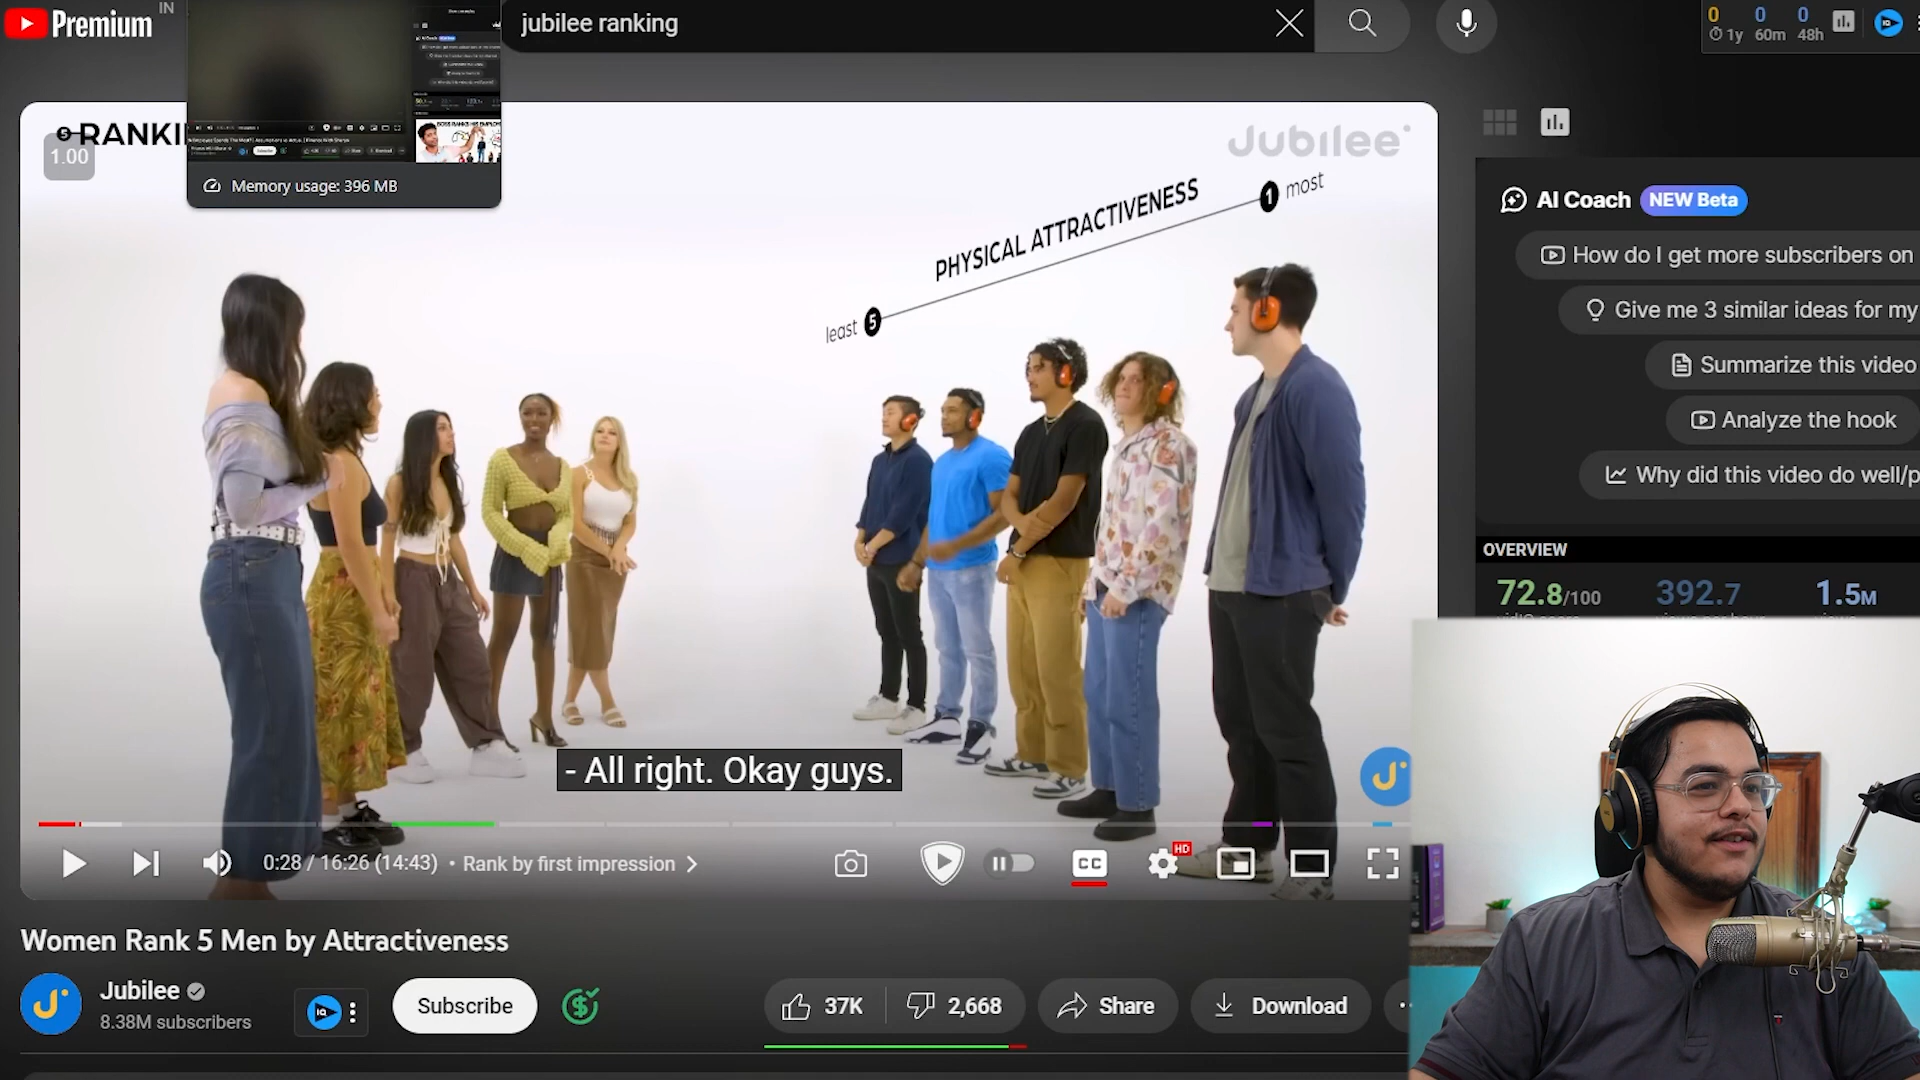 Premium
IN
jubilee ranking
0
0
0
1y
60m
48h
RANKI
1.00
Memory usage: 396 MB
Jubilee
PHYSICAL ATTRACTIVENESS
1 most
least 5
AI Coach NEW Beta
How do I get more subscribers on
Give me 3 similar ideas for my
Summarize this video
Analyze the hook
Why did this video do well/p
OVERVIEW
72.8/100
392.7
1.5M
- All right. Okay guys.
0:28 / 16:26 (14:43) • Rank by first impression
CC
HD
Women Rank 5 Men by Attractiveness
Jubilee
8.38M subscribers
IQ
Subscribe
37K
2,668
Share
Download